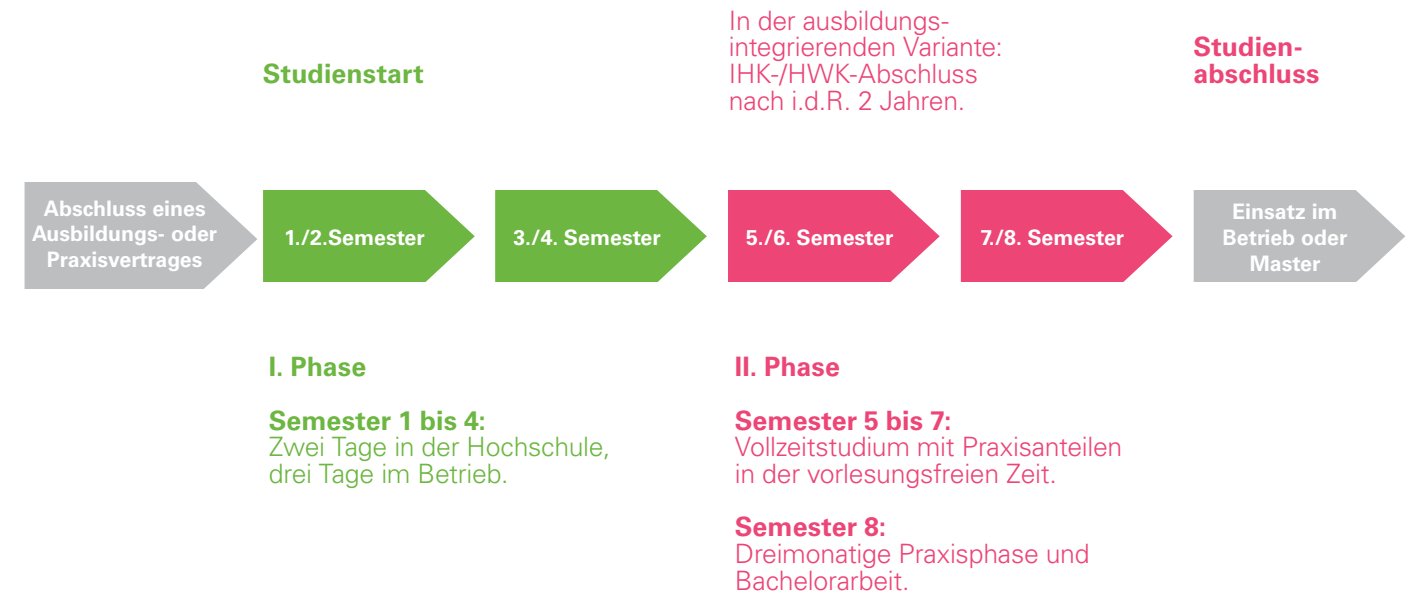 Studienstart
In der ausbildungs-
integrierenden Variante:
IHK-/HWK-Abschluss
nach i.d.R. 2 Jahren.
Studien-
abschluss
Abschluss eines
Ausbildungs- oder
Praxisvertrages
1./2.Semester
3./4. Semester
5./6. Semester
7./8. Semester
Einsatz im
Betrieb oder
Master
I. Phase
Semester 1 bis 4:
Zwei Tage in der Hochschule,
drei Tage im Betrieb.
II. Phase
Semester 5 bis 7:
Vollzeitstudium mit Praxisanteilen
in der vorlesungsfreien Zeit.
Semester 8:
Dreimonatige Praxisphase und
Bachelorarbeit.